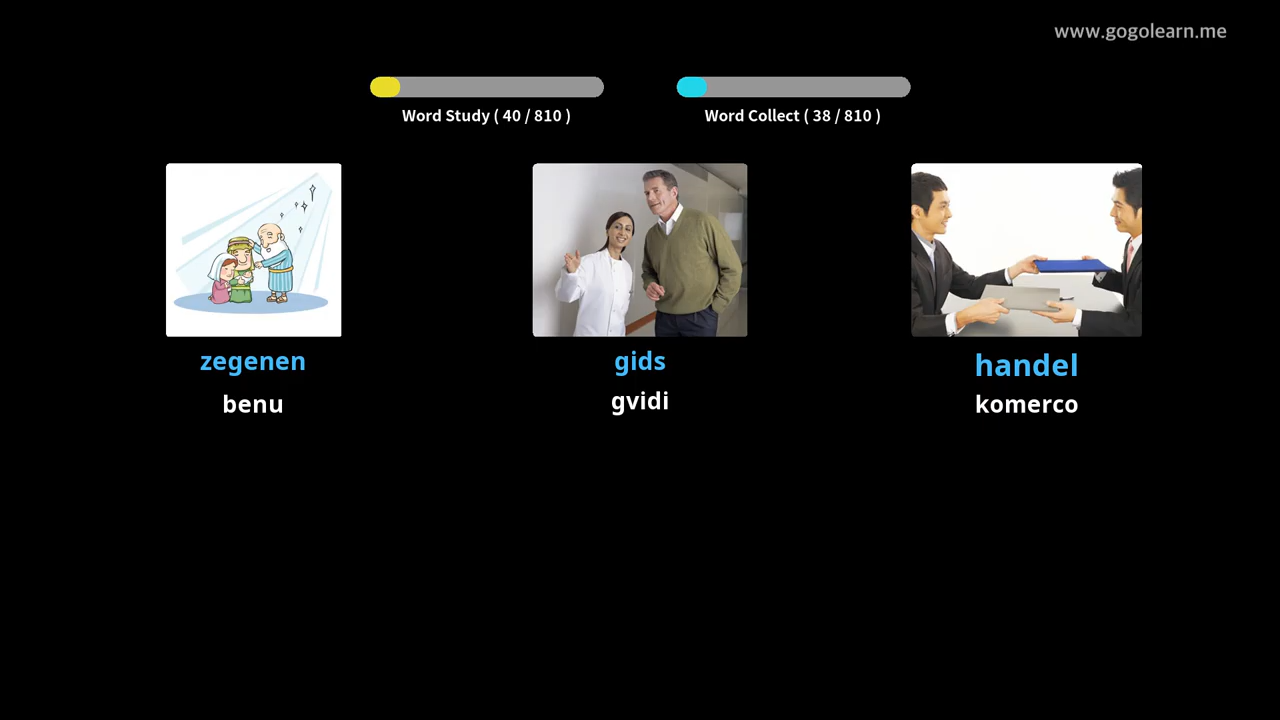 www.gogolearn.me
Word Study ( 40 / 810 )
Word Collect ( 38 / 810 )
zegenen
gids
handel
benu
gvidi
komerco